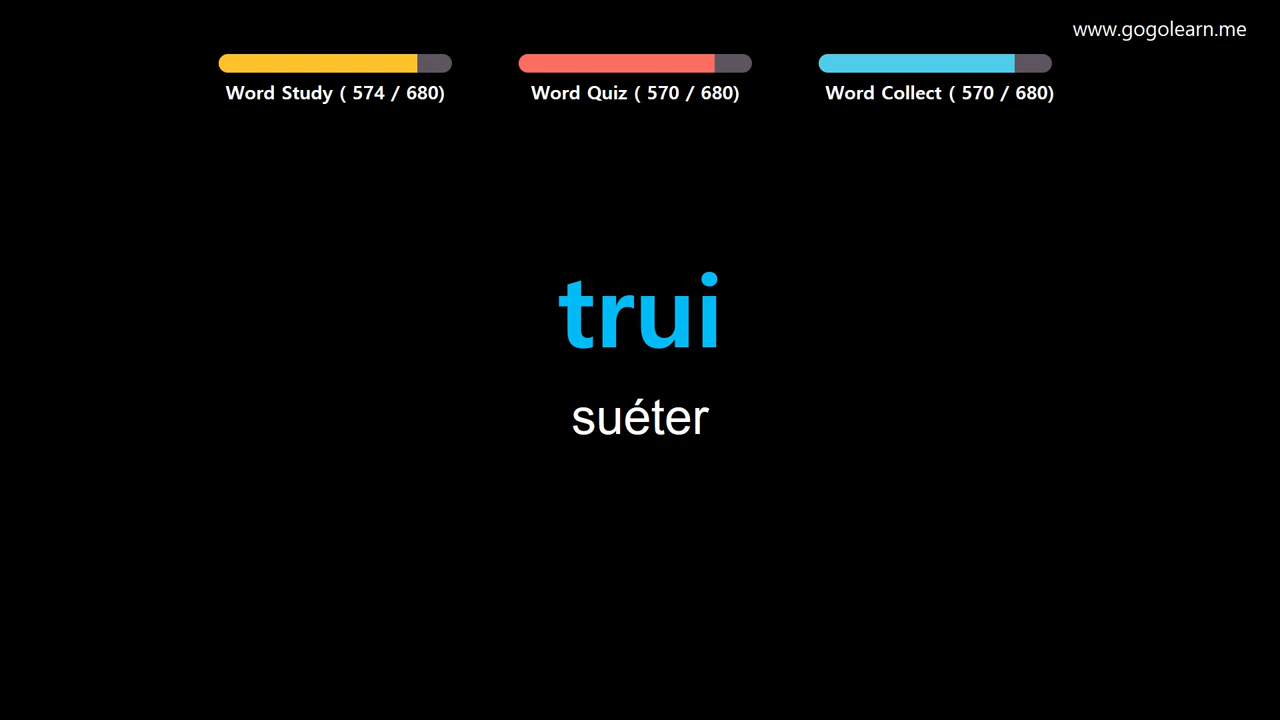 www.gogolearn.me
Word Study ( 574 / 680)
Word Quiz ( 570 / 680)
Word Collect ( 570 / 680)
trui
suéter